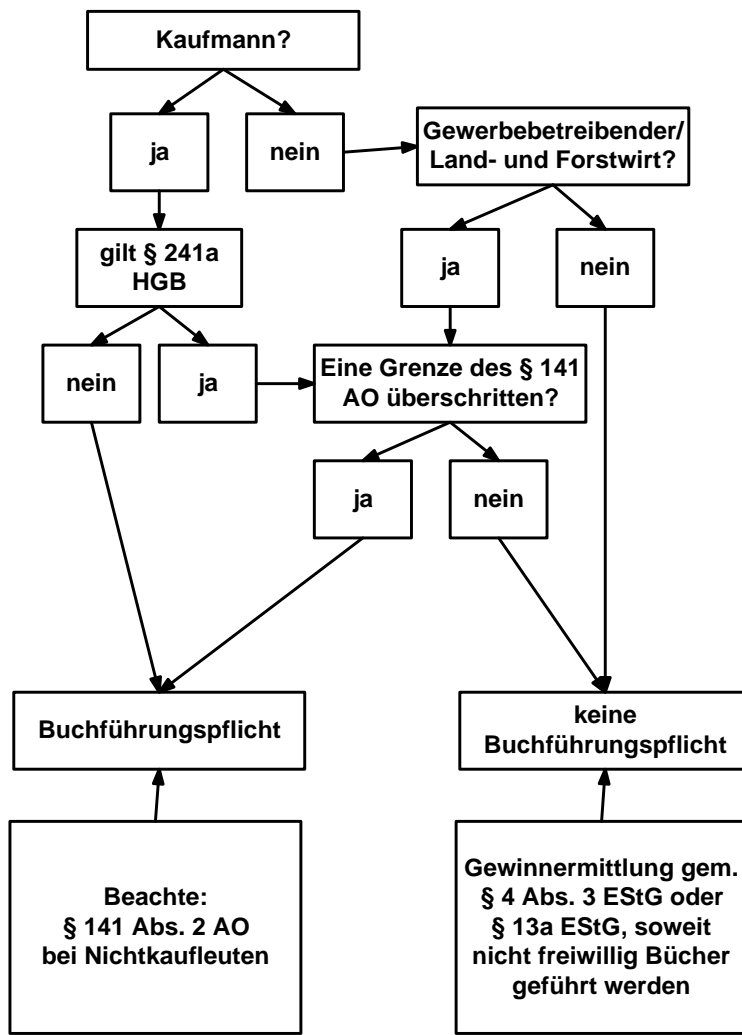 Kaufmann?
ja
nein
Gewerbebetreibender/
Land- und Forstwirt?
gilt § 241a
HGB
ja
nein
nein
ja
Eine Grenze des § 141
AO überschritten?
ja
nein
Buchführungspflicht
keine
Buchführungspflicht
Beachte:
§ 141 Abs. 2 AO
bei Nichtkaufleuten
Gewinnermittlung gem.
§ 4 Abs. 3 EStG oder
§ 13a EStG, soweit
nicht freiwillig Bücher
geführt werden